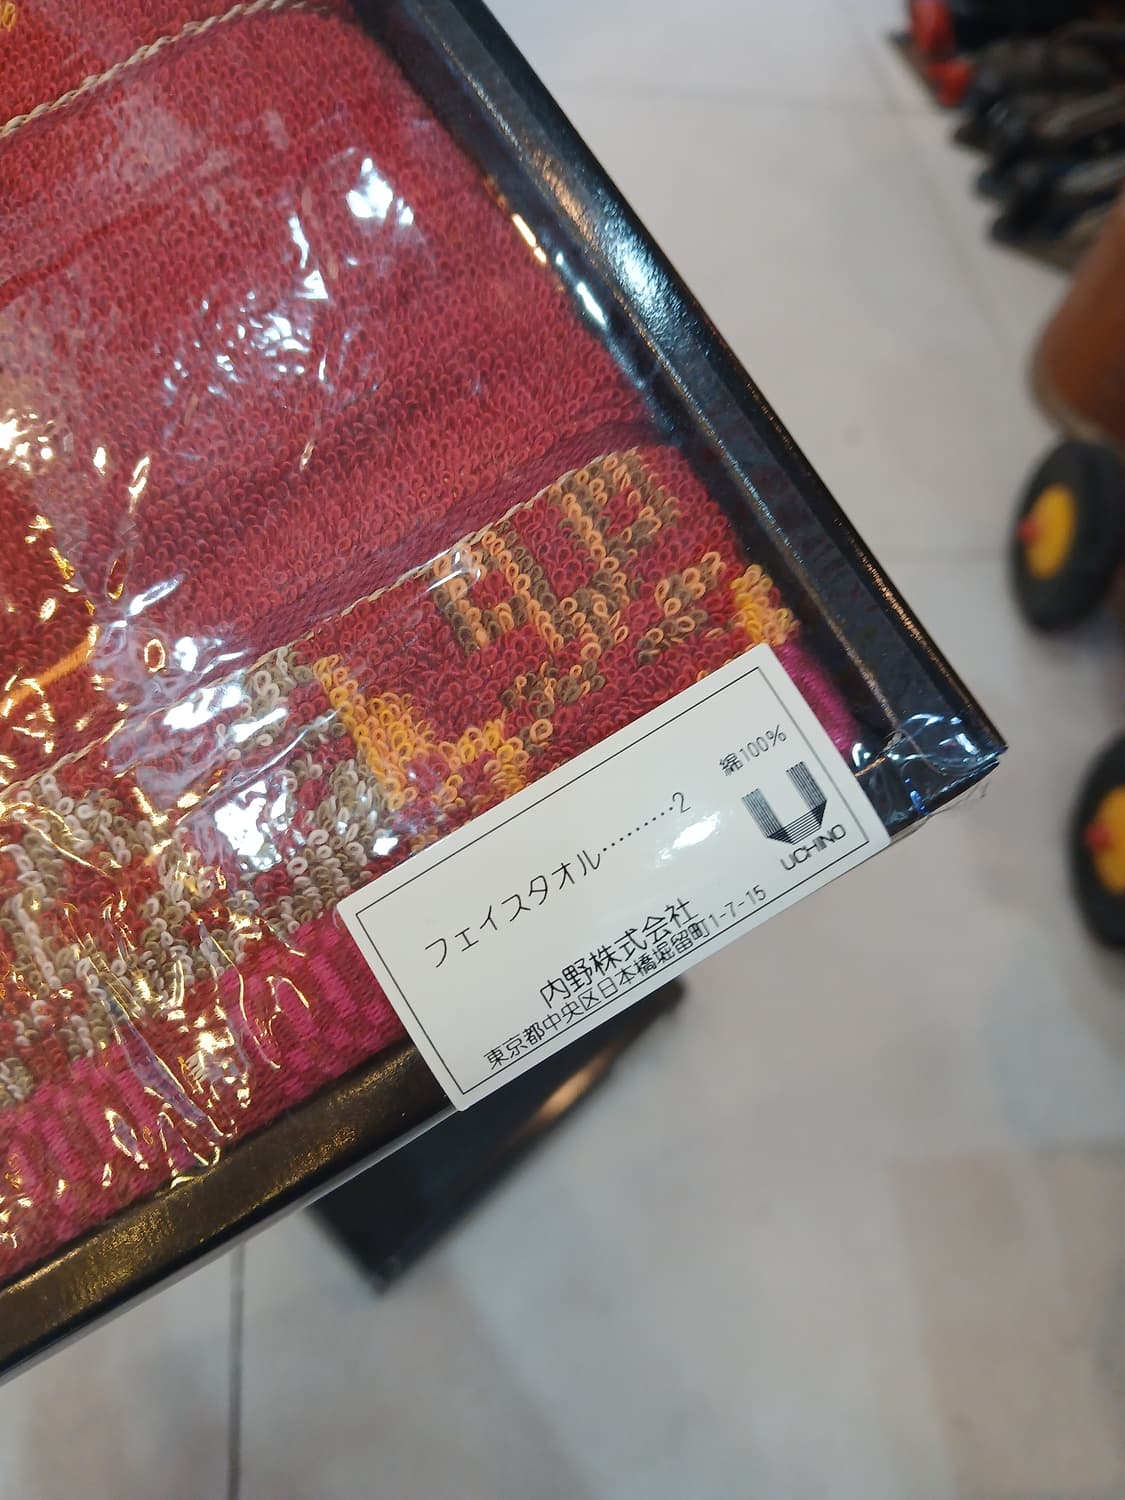 綿100%
フェイスタオル………2
UCHINO
内野株式会社
東京都中央区日本橋堀留町1-7-15